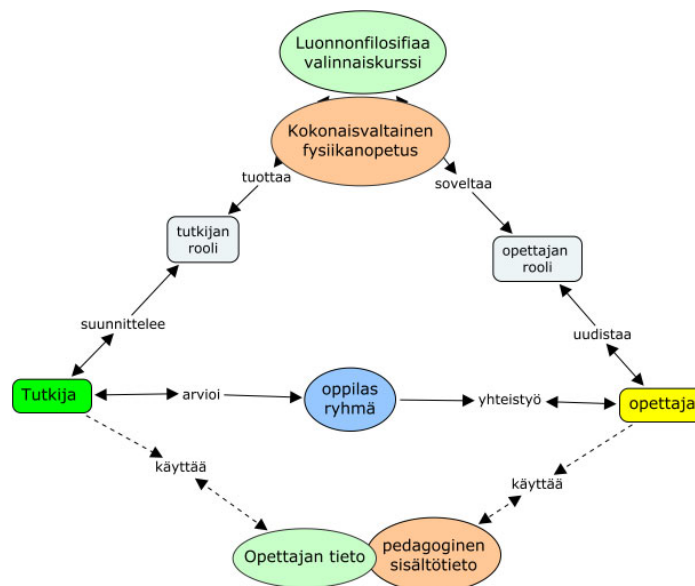 Luonnonfilosifiaa
valinnaiskurssi
Kokonaisvaltainen
fysiikanopetus
tuottaa
soveltaa
tutkijan
rooli
opettajan
rooli
suunnittelee
uudistaa
Tutkija
arvioi
oppilas
ryhmä
yhteistyö
opettaja
käyttää
käyttää
Opettajan tieto
pedagoginen
sisältötieto